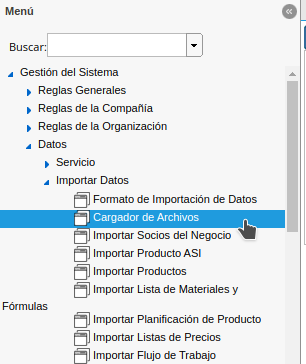 Menú
Buscar:
Gestión del Sistema
Reglas Generales
Reglas de la Compañía
Reglas de la Organización
Datos
Servicio
Importar Datos
Formato de Importación de Datos
Cargador de Archivos
Importar Socios del Negocio
Importar Producto ASI
Importar Productos
Importar Lista de Materiales y
Fórmulas
Importar Planificación de Producto
Importar Listas de Precios
Importar Flujo de Trabajo